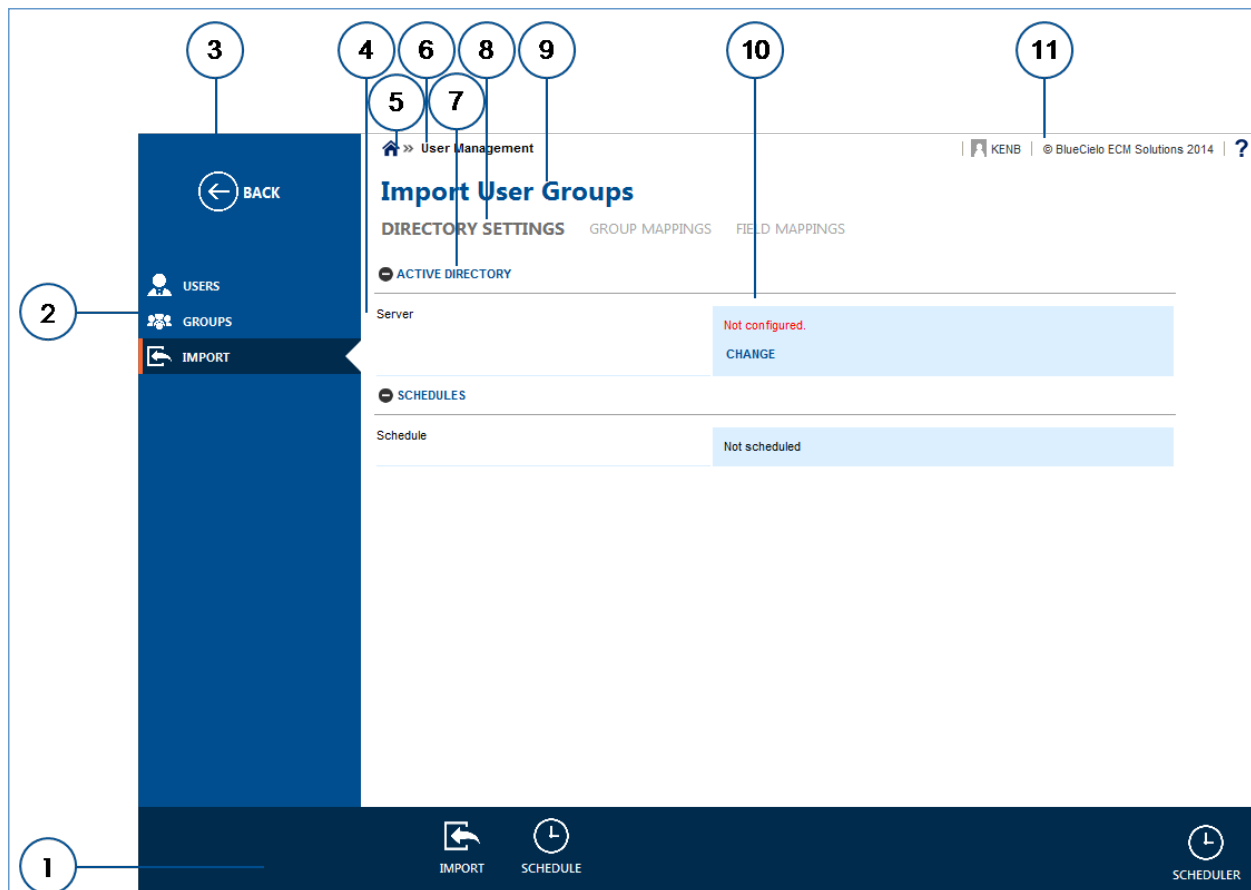 3 4 6 8 9 10 11
5 7
» User Management
KENB © BlueCielo ECM Solutions 2014 ?
BACK
Import User Groups
DIRECTORY SETTINGS GROUP MAPPINGS FIELD MAPPINGS
ACTIVE DIRECTORY
USERS
2
GROUPS
IMPORT
Server
Not configured.
CHANGE
SCHEDULES
Schedule
Not scheduled
1
IMPORT SCHEDULE SCHEDULER